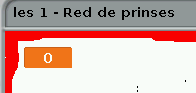 les 1 - Red de prinses
0